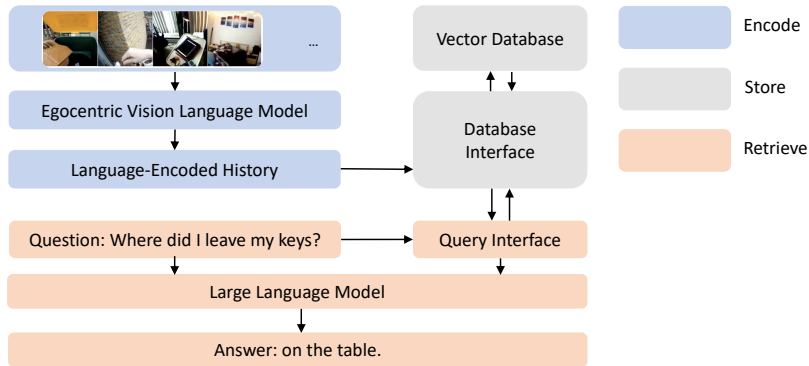 ...
Vector Database
Encode
Egocentric Vision Language Model
Database
Interface
Store
Language-Encoded History
Retrieve
Question: Where did I leave my keys?
Query Interface
Large Language Model
Answer: on the table.